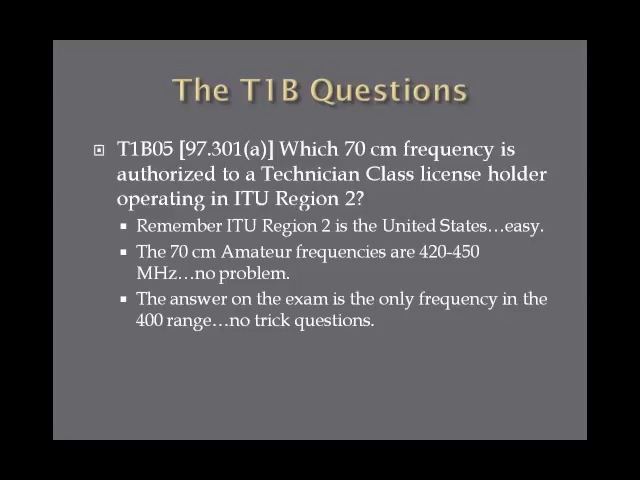 The T1B Questions
T1B05 [97.301(a)] Which 70 cm frequency is
authorized to a Technician Class license holder
operating in ITU Region 2?
Remember ITU Region 2 is the United States…easy.
The 70 cm Amateur frequencies are 420-450
MHz…no problem.
The answer on the exam is the only frequency in the
400 range…no trick questions.